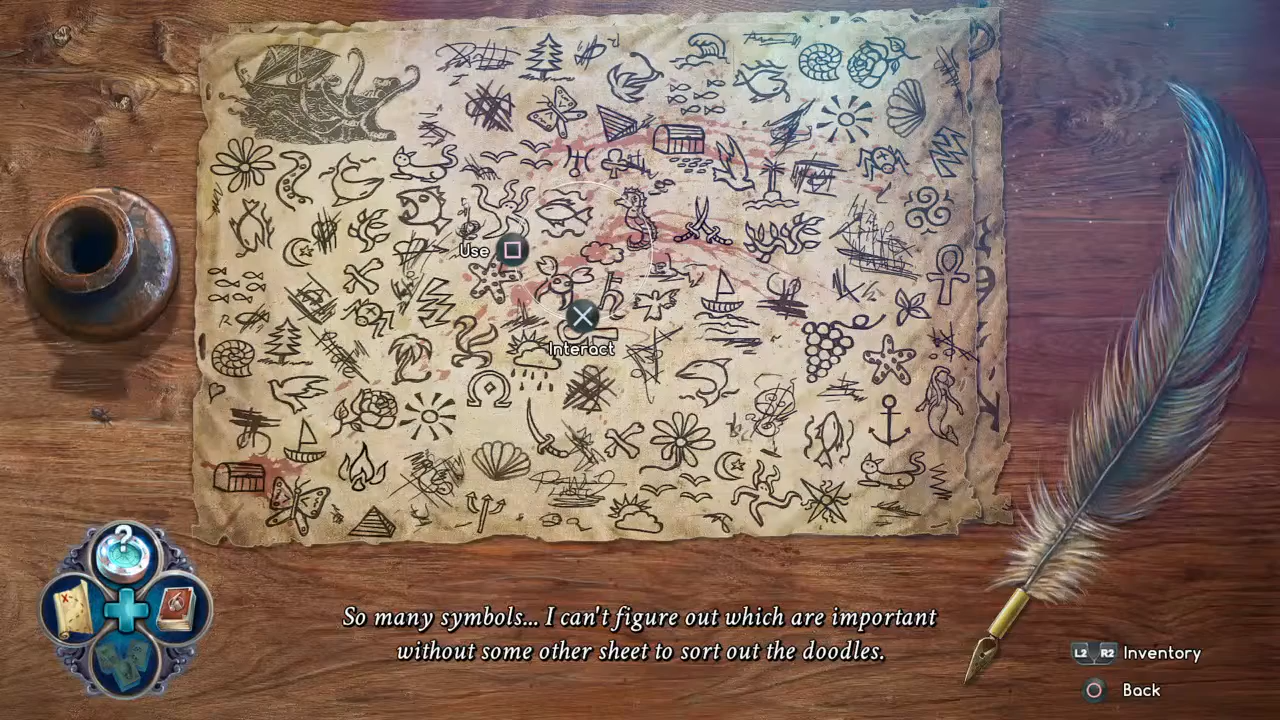 Use
Interact
So many symbols... I can't figure out which are important
without some other sheet to sort out the doodles.
L2 R2 Inventory
Back